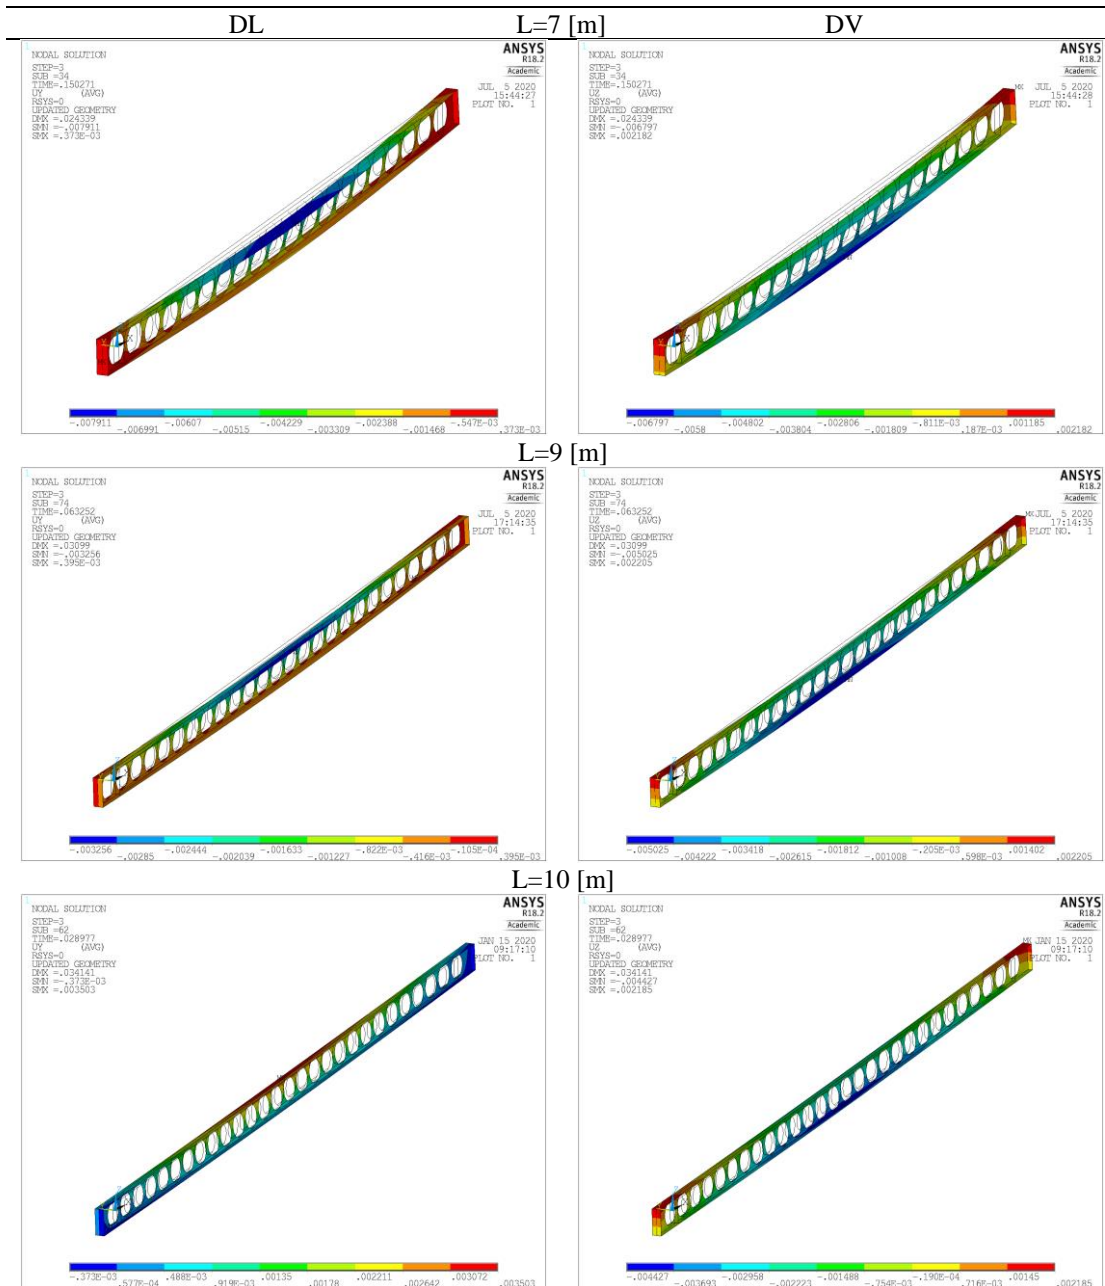 DL L=7 [m] DV
1
NODAL SOLUTION
STEP=3
SUB =34
TIME=.150271
UY (AVG)
RSYS=0
UPDATED GEOMETRY
DMX =.024339
SMN =-.007911
SMX =.373E-03
ANSYS
R18.2
Academic
JUL 5 2020
15:44:27
PLOT NO. 1
Y X
-.007911 -.006991 -.00607 -.00515 -.004229 -.003309 -.002388 -.001468 -.547E-03 .373E-03
1
NODAL SOLUTION
STEP=3
SUB =34
TIME=.150271
UZ (AVG)
RSYS=0
UPDATED GEOMETRY
DMX =.024339
SMN =-.006797
SMX =.002182
ANSYS
R18.2
Academic
MX JUL 5 2020
15:44:28
PLOT NO. 1
Y X
-.006797 -.0058 -.004802 -.003804 -.002806 -.001809 -.811E-03 .187E-03 .001185 .002182
L=9 [m]
1
NODAL SOLUTION
STEP=3
SUB =74
TIME=.063252
UY (AVG)
RSYS=0
UPDATED GEOMETRY
DMX =.03099
SMN =-.003256
SMX =.395E-03
ANSYS
R18.2
Academic
JUL 5 2020
17:14:35
PLOT NO. 1
-.003256 -.00285 -.002444 -.002039 -.001633 -.001227 -.822E-03 -.416E-03 -.105E-04 .395E-03
1
NODAL SOLUTION
STEP=3
SUB =74
TIME=.063252
UZ (AVG)
RSYS=0
UPDATED GEOMETRY
DMX =.03099
SMN =-.005025
SMX =.002205
ANSYS
R18.2
Academic
MX JUL 5 2020
17:14:35
PLOT NO. 1
-.005025 -.004222 -.003418 -.002615 -.001812 -.001008 -.205E-03 .598E-03 .001402 .002205
L=10 [m]
1
NODAL SOLUTION
STEP=3
SUB =62
TIME=.028977
UY (AVG)
RSYS=0
UPDATED GEOMETRY
DMX =.034141
SMN =-.373E-03
SMX =.003503
ANSYS
R18.2
Academic
JAN 15 2020
09:17:10
PLOT NO. 1
-.373E-03 .577E-04 .488E-03 .919E-03 .00135 .00178 .002211 .002642 .003072 .003503
1
NODAL SOLUTION
STEP=3
SUB =62
TIME=.028977
UZ (AVG)
RSYS=0
UPDATED GEOMETRY
DMX =.034141
SMN =-.004427
SMX =.002185
ANSYS
R18.2
Academic
MX JAN 15 2020
09:17:10
PLOT NO. 1
-.004427 -.003693 -.002958 -.002223 -.001488 -.754E-03 -.190E-04 .716E-03 .00145 .002185